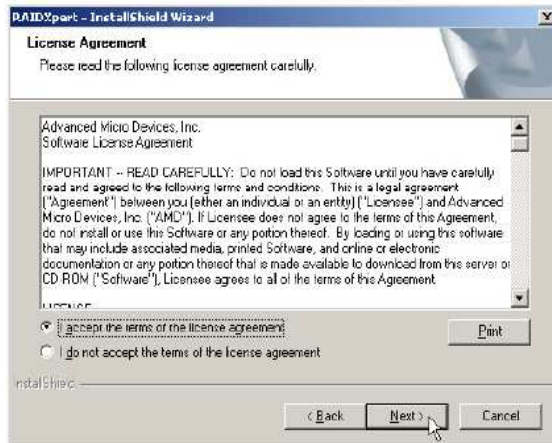 RAIDXpert - InstallShield Wizard
License Agreement
Please read the following license agreement carefully.
Advanced Micro Devices, Inc.
Software License Agreement
IMPORTANT -- READ CAREFULLY: Do not load this Software until you have carefully
read and agreed to the following terms and conditions. This is a legal agreement
("Agreement") between you (either an individual or an entity) ("Licensee") and Advanced
Micro Devices, Inc. ("AMD"). If Licensee does not agree to the terms of this Agreement,
do not install or use this Software or any portion thereof. By loading or using this software
that may include associated media, printed Software, and online or electronic
documentation or any portion thereof that is made available to download from this server or
CD-ROM ("Software"), Licensee agrees to all of the terms of this Agreement
LICENSE
I accept the terms of the license agreement
Print
I do not accept the terms of the license agreement
InstallShield
< Back
Next >
Cancel